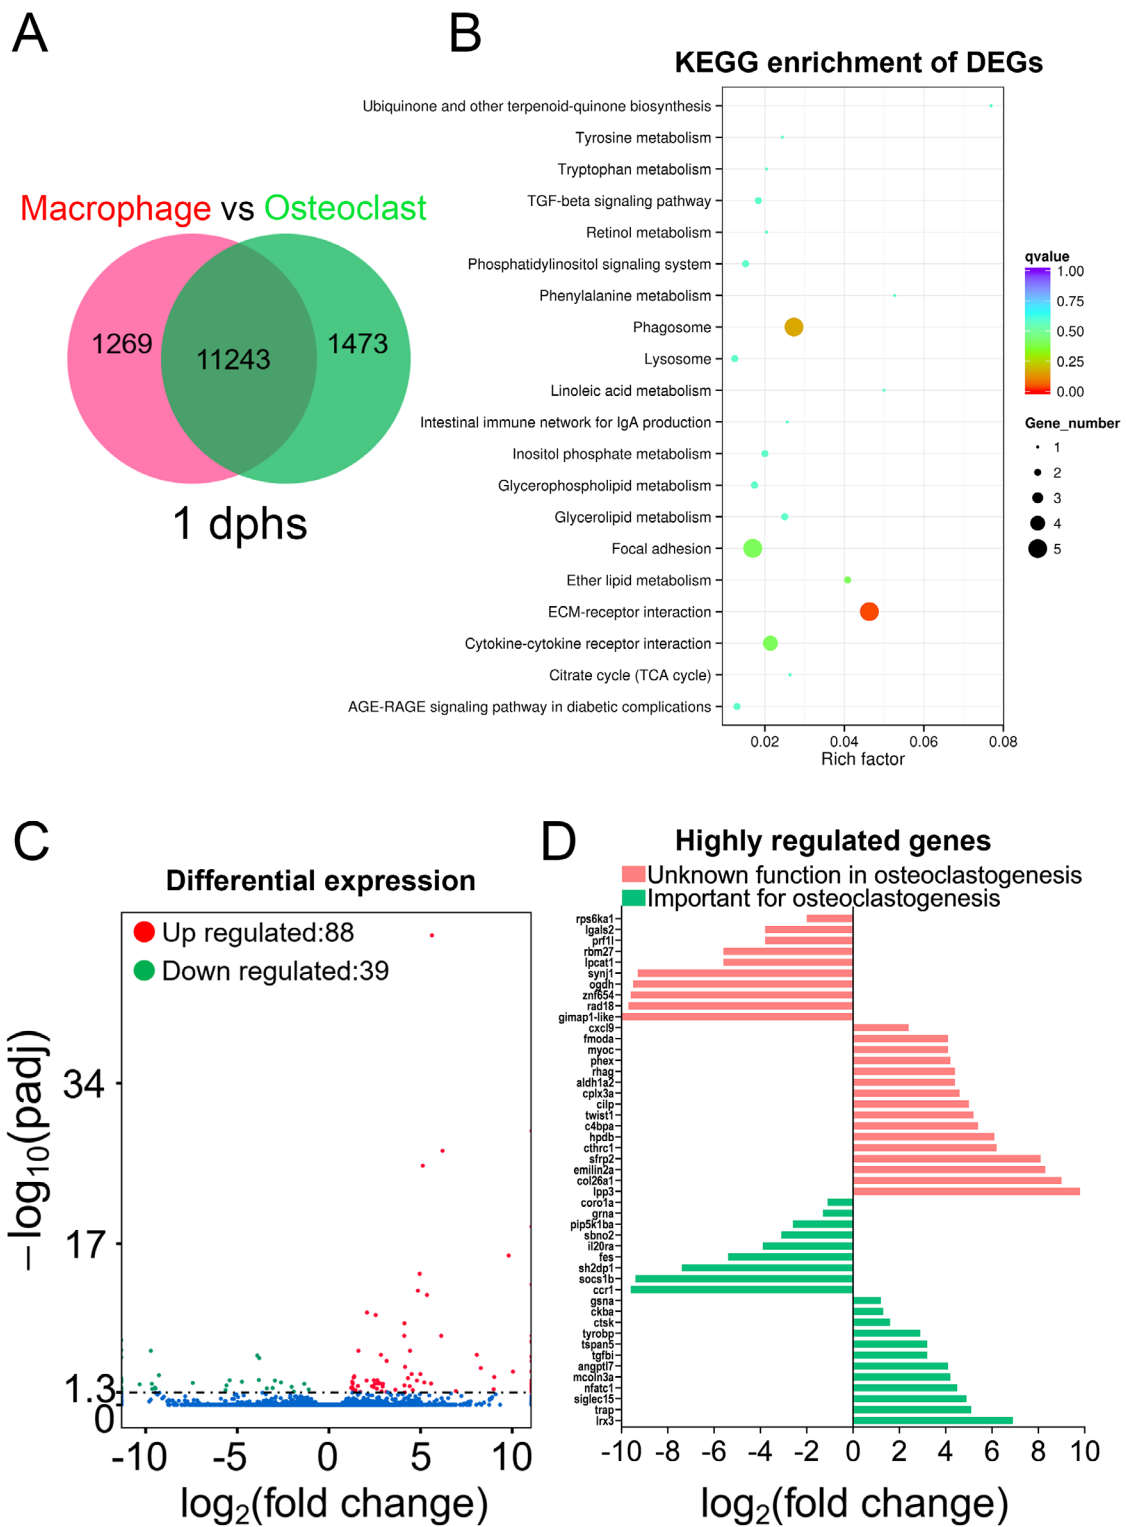 A
Macrophage vs Osteoclast
1269
11243
1473
1 dphs
B
KEGG enrichment of DEGs
Ubiquinone and other terpenoid-quinone biosynthesis
Tyrosine metabolism
Tryptophan metabolism
TGF-beta signaling pathway
Retinol metabolism
Phosphatidylinositol signaling system
Phenylalanine metabolism
Phagosome
Lysosome
Linoleic acid metabolism
Intestinal immune network for IgA production
Inositol phosphate metabolism
Glycerophospholipid metabolism
Glycerolipid metabolism
Focal adhesion
Ether lipid metabolism
ECM-receptor interaction
Cytokine-cytokine receptor interaction
Citrate cycle (TCA cycle)
AGE-RAGE signaling pathway in diabetic complications
0.02 0.04 0.06 0.08
Rich factor
qvalue
1.00
0.75
0.50
0.25
0.00
Gene_number
1
2
3
4
5
C
Differential expression
Up regulated:88
Down regulated:39
−log10(padj)
34
17
1.3
0
-10 -5 0 5 10
log2(fold change)
D
Highly regulated genes
Unknown function in osteoclastogenesis
Important for osteoclastogenesis
rps6ka1
lgals2
prf1l
rbm27
lpcat1
synj1
ogdh
znf654
rad18
gimap1-like
cxcl9
fmoda
myoc
phex
rhag
aldh1a2
cplx3a
cilp
twist1
c4bpa
hpdb
cthrc1
sfrp2
emilin2a
col26a1
lpp3
coro1a
grna
pip5k1ba
sbno2
il20ra
fes
sh2dp1
socs1b
ccr1
gsna
ckba
ctsk
tyrobp
tspan5
tgfbi
angptl7
mcoln3a
nfatc1
siglec15
trap
lrx3
-10 -8 -6 -4 -2 0 2 4 6 8 10
log2(fold change)